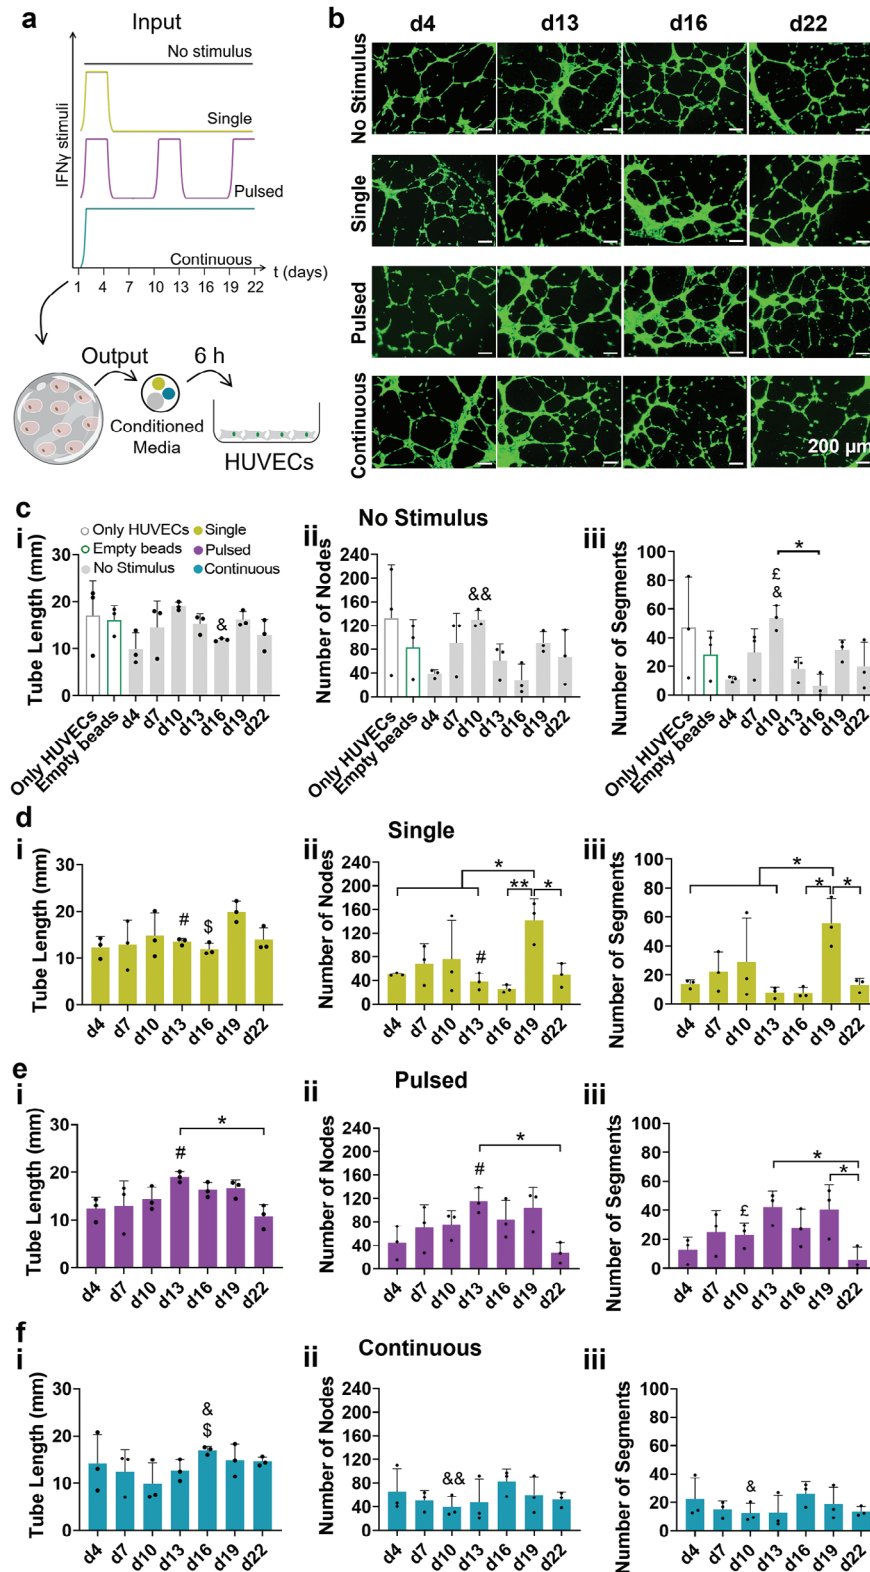 a
Input
IFNγ stimuli
No stimulus
Single
Pulsed
Continuous
t (days)
1 4 7 10 13 16 19 22
Output
6 h
Conditioned
Media
HUVECs
b
d4 d13 d16 d22
No Stimulus
Single
Pulsed
Continuous
200 µm
c
No Stimulus
i
Only HUVECs
Empty beads
No Stimulus
Single
Pulsed
Continuous
Tube Length (mm)
30
20
10
0
&
Only HUVECs Empty beads d4 d7 d10 d13 d16 d19 d22
ii
Number of Nodes
240
200
160
120
80
40
0
&&
Only HUVECs Empty beads d4 d7 d10 d13 d16 d19 d22
iii
Number of Segments
100
80
60
40
20
0
*
£
&
Only HUVECs Empty beads d4 d7 d10 d13 d16 d19 d22
d
Single
i
Tube Length (mm)
30
20
10
0
# $
d4 d7 d10 d13 d16 d19 d22
ii
Number of Nodes
240
200
160
120
80
40
0
*
** *
#
d4 d7 d10 d13 d16 d19 d22
iii
Number of Segments
100
80
60
40
20
0
*
* *
d4 d7 d10 d13 d16 d19 d22
e
Pulsed
i
Tube Length (mm)
30
20
10
0
*
#
d4 d7 d10 d13 d16 d19 d22
ii
Number of Nodes
240
200
160
120
80
40
0
*
#
d4 d7 d10 d13 d16 d19 d22
iii
Number of Segments
100
80
60
40
20
0
*
*
£
d4 d7 d10 d13 d16 d19 d22
f
Continuous
i
Tube Length (mm)
30
20
10
0
&
$
d4 d7 d10 d13 d16 d19 d22
ii
Number of Nodes
240
200
160
120
80
40
0
&&
d4 d7 d10 d13 d16 d19 d22
iii
Number of Segments
100
80
60
40
20
0
&
d4 d7 d10 d13 d16 d19 d22